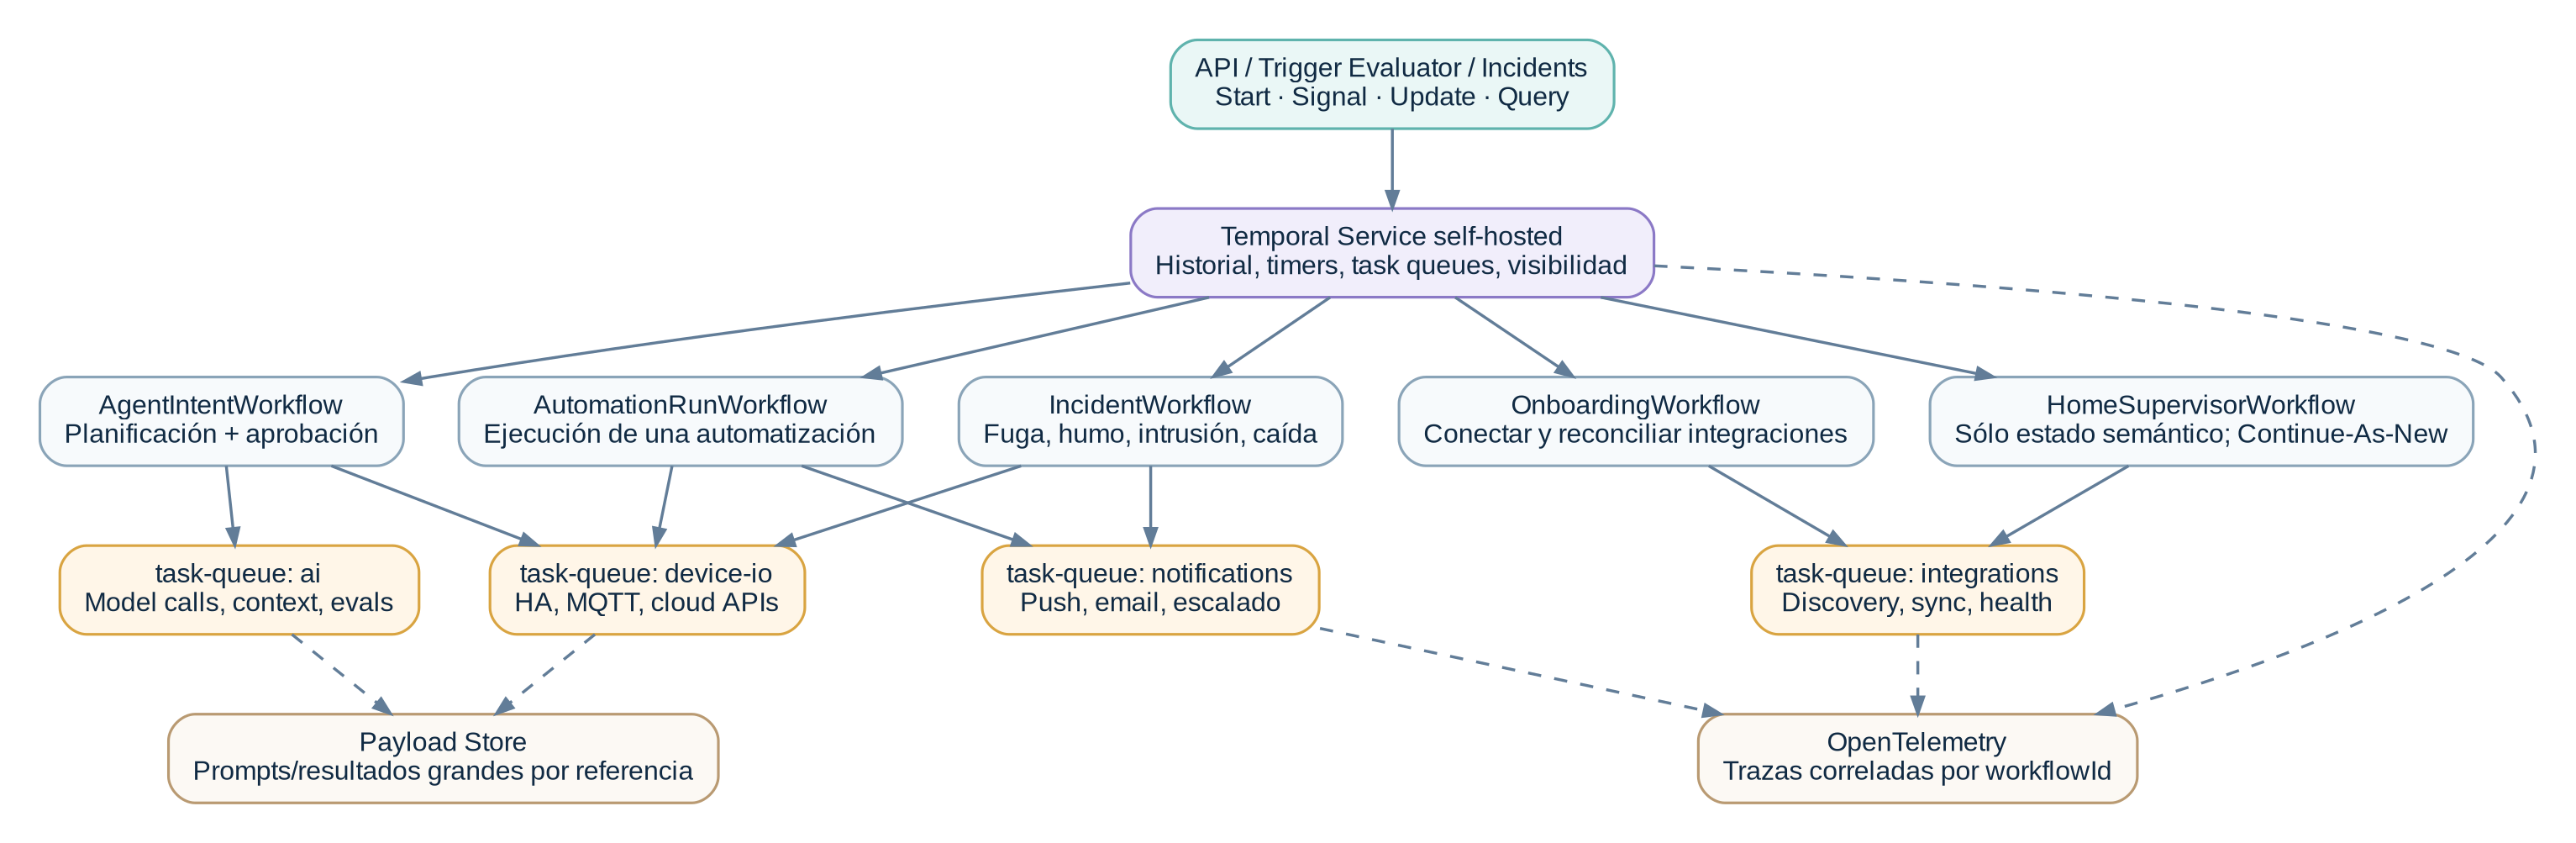 API / Trigger Evaluator / Incidents
Start · Signal · Update · Query
Temporal Service self-hosted
Historial, timers, task queues, visibilidad
AgentIntentWorkflow
Planificación + aprobación
AutomationRunWorkflow
Ejecución de una automatización
IncidentWorkflow
Fuga, humo, intrusión, caída
OnboardingWorkflow
Conectar y reconciliar integraciones
HomeSupervisorWorkflow
Sólo estado semántico; Continue-As-New
task-queue: ai
Model calls, context, evals
task-queue: device-io
HA, MQTT, cloud APIs
task-queue: notifications
Push, email, escalado
task-queue: integrations
Discovery, sync, health
Payload Store
Prompts/resultados grandes por referencia
OpenTelemetry
Trazas correladas por workflowId